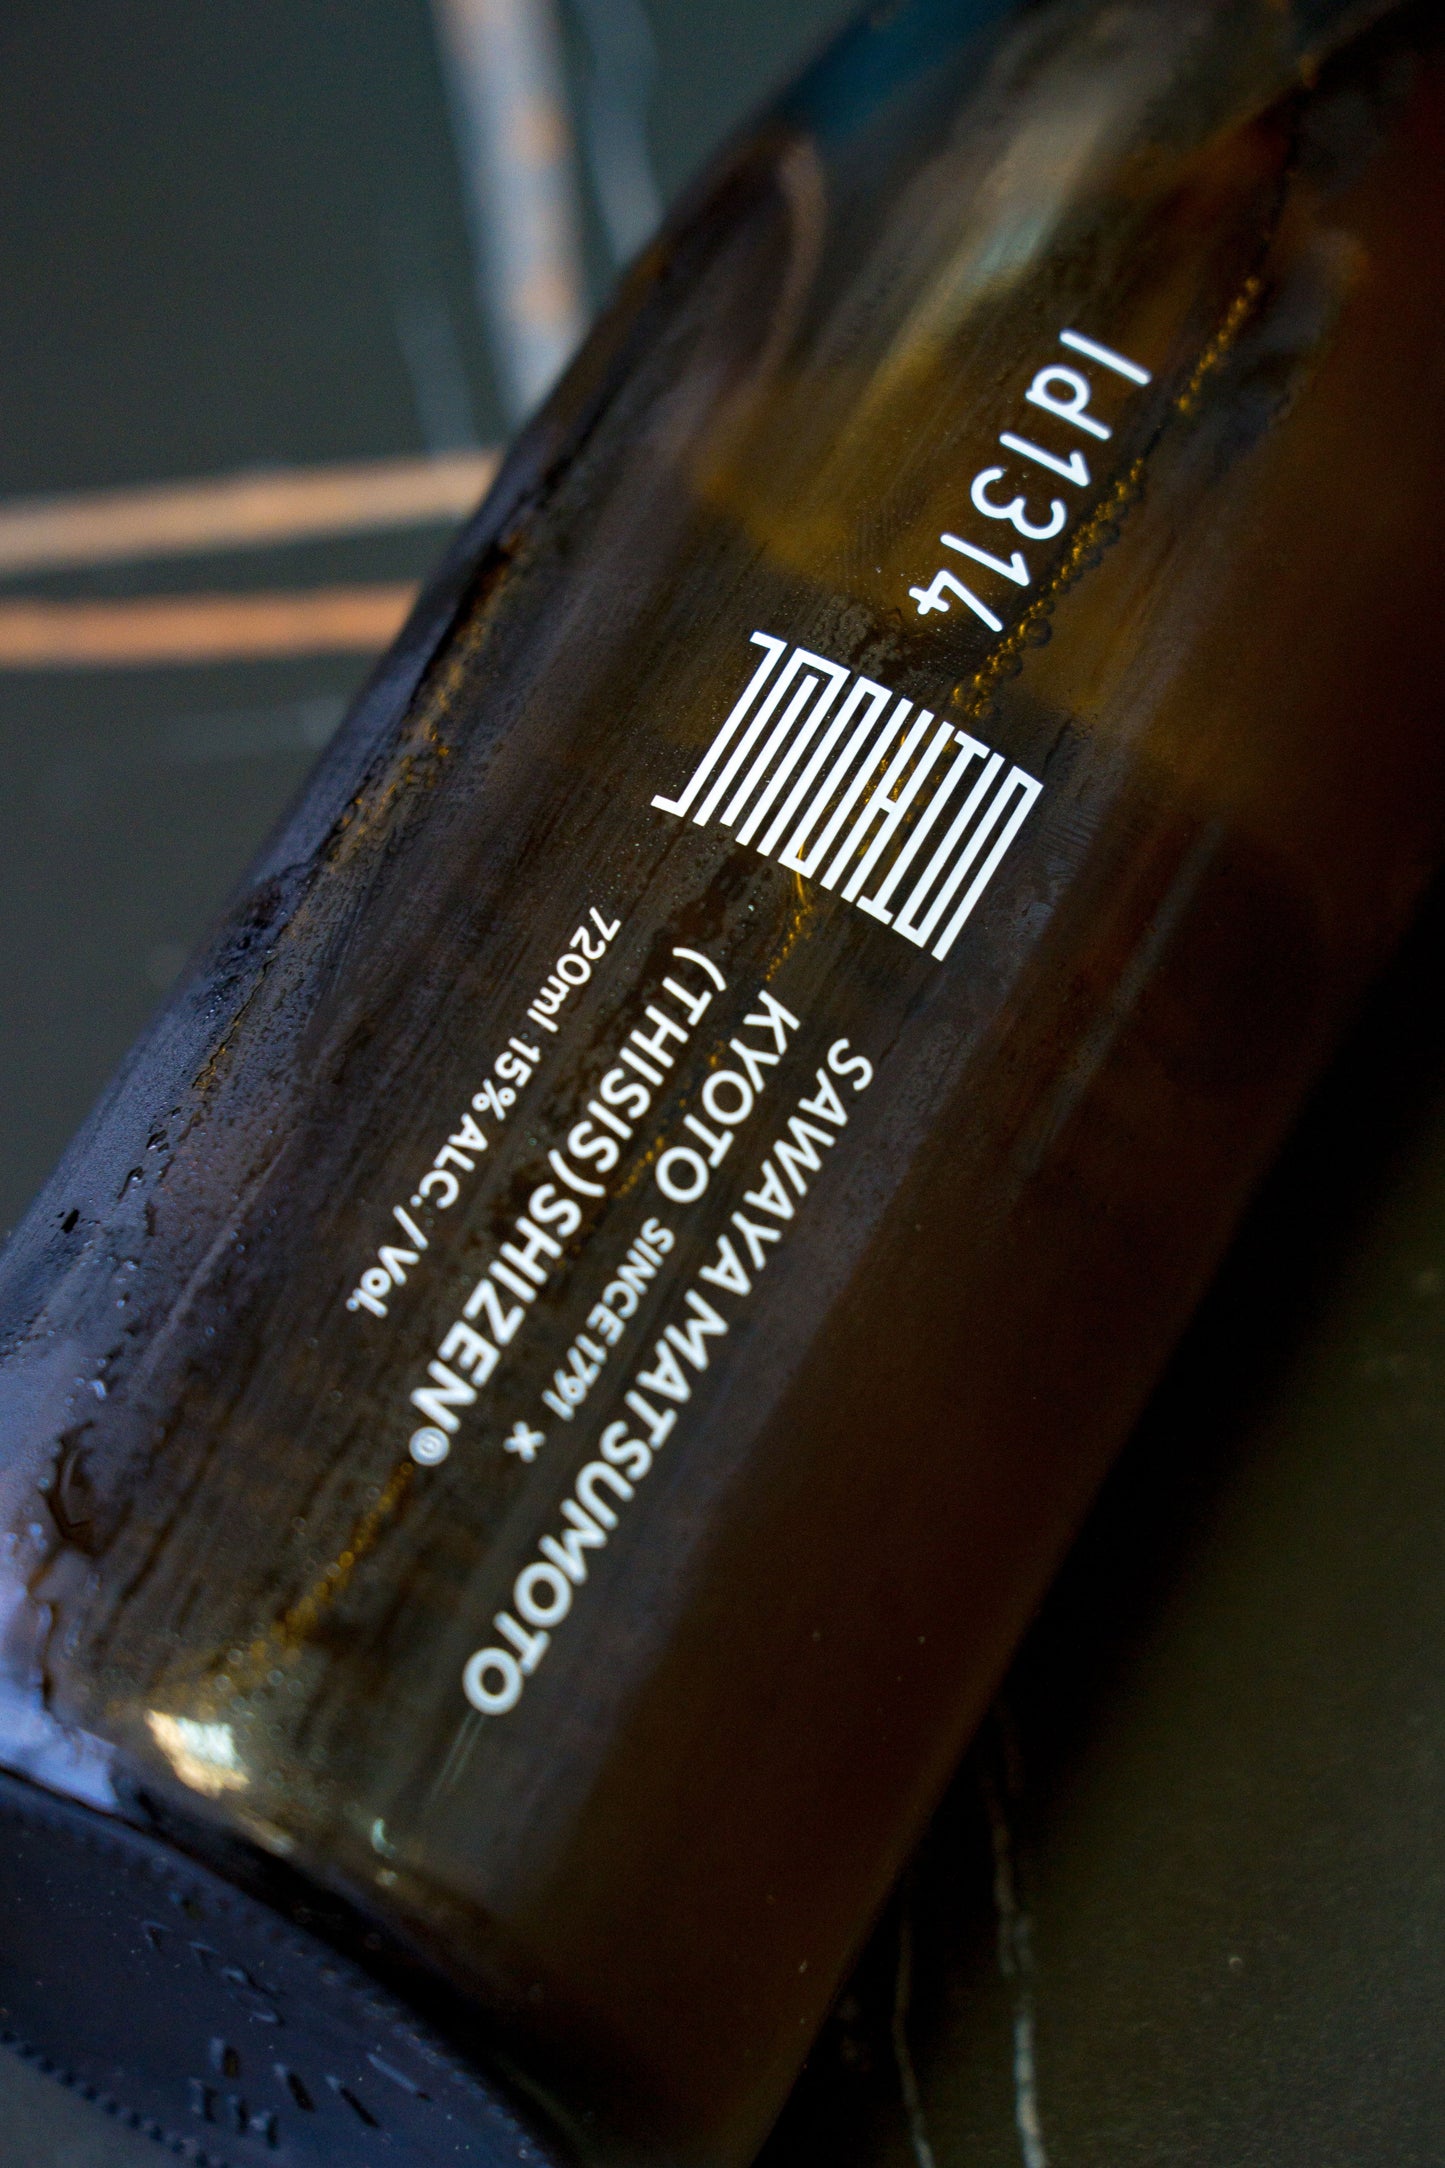 Id1314
SAWAYA MATSUMOTO
KYOTO SINCE 1791 ×
(THISIS)SHIZEN
720ml 15% ALC. / Vol.